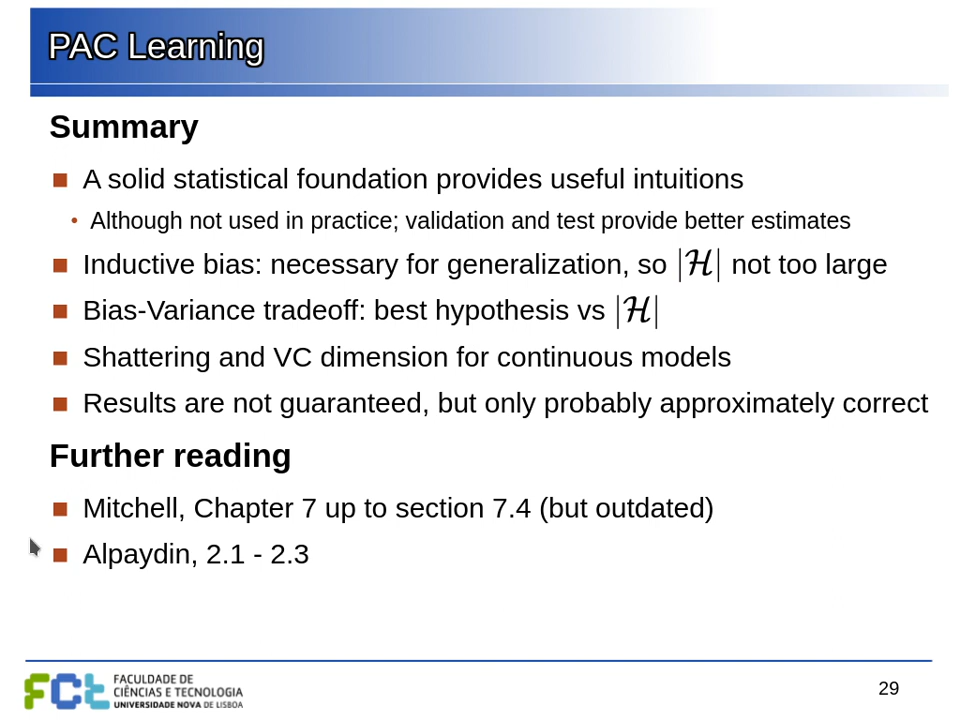 PAC Learning
Summary
A solid statistical foundation provides useful intuitions
Although not used in practice; validation and test provide better estimates
Inductive bias: necessary for generalization, so |ℋ| not too large
Bias-Variance tradeoff: best hypothesis vs |ℋ|
Shattering and VC dimension for continuous models
Results are not guaranteed, but only probably approximately correct
Further reading
Mitchell, Chapter 7 up to section 7.4 (but outdated)
Alpaydin, 2.1 - 2.3
FCt
FACULDADE DE
CIÊNCIAS E TECNOLOGIA
UNIVERSIDADE NOVA DE LISBOA
29